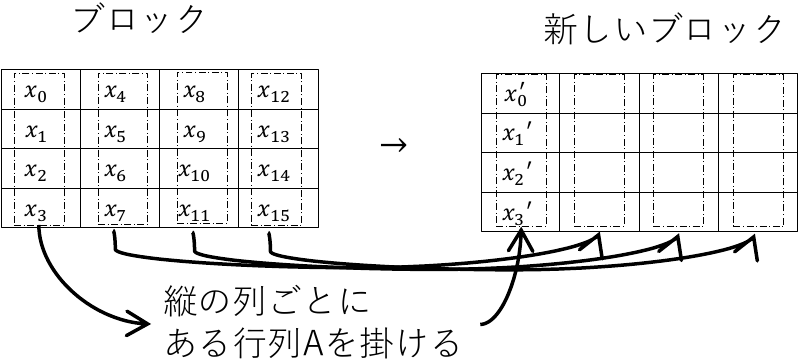 ブロック
新しいブロック
x₀ x₄ x₈ x₁₂
x₁ x₅ x₉ x₁₃
x₂ x₆ x₁₀ x₁₄
x₃ x₇ x₁₁ x₁₅
→
x₀′
x₁′
x₂′
x₃′
縦の列ごとに
ある行列Aを掛ける